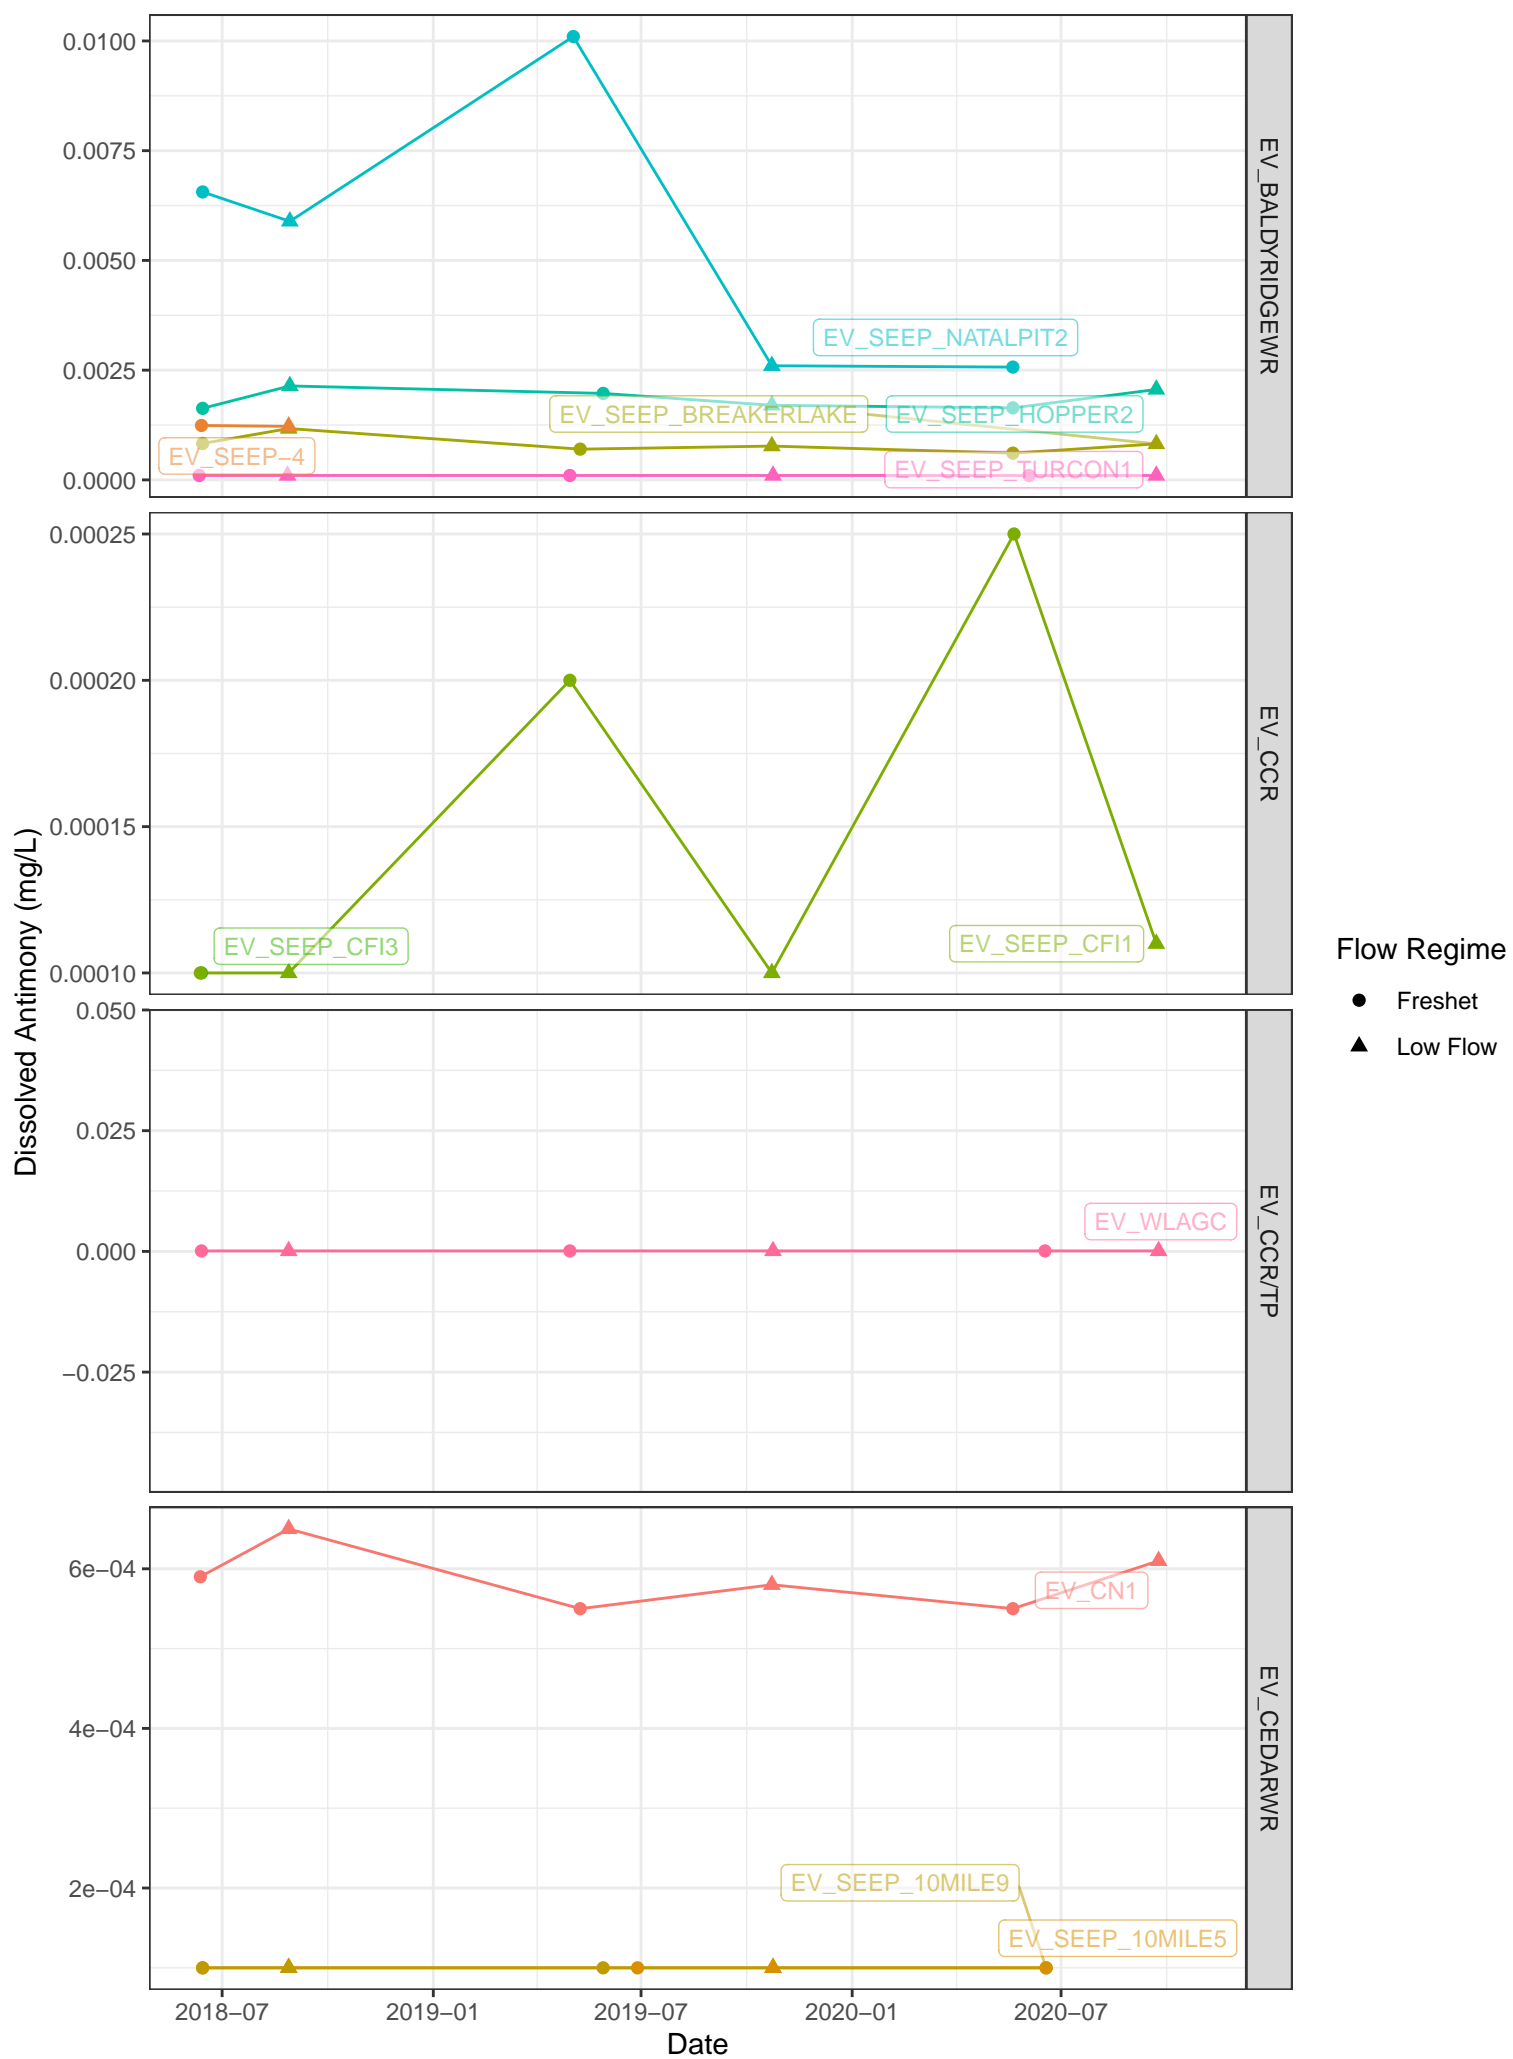 0.0100
0.0075
0.0050
0.0025
0.0000
EV_SEEP_NATALPIT2
EV_SEEP_BREAKERLAKE
EV_SEEP_HOPPER2
EV_SEEP−4
EV_SEEP_TURCON1
EV_BALDYRIDGEWR
0.00025
0.00020
0.00015
0.00010
EV_SEEP_CFI3
EV_SEEP_CFI1
EV_CCR
0.050
0.025
0.000
−0.025
EV_WLAGC
EV_CCR/TP
6e−04
4e−04
2e−04
EV_CN1
EV_SEEP_10MILE9
EV_SEEP_10MILE5
EV_CEDARWR
2018−07
2019−01
2019−07
2020−01
2020−07
Date
Dissolved Antimony (mg/L)
Flow Regime
Freshet
Low Flow